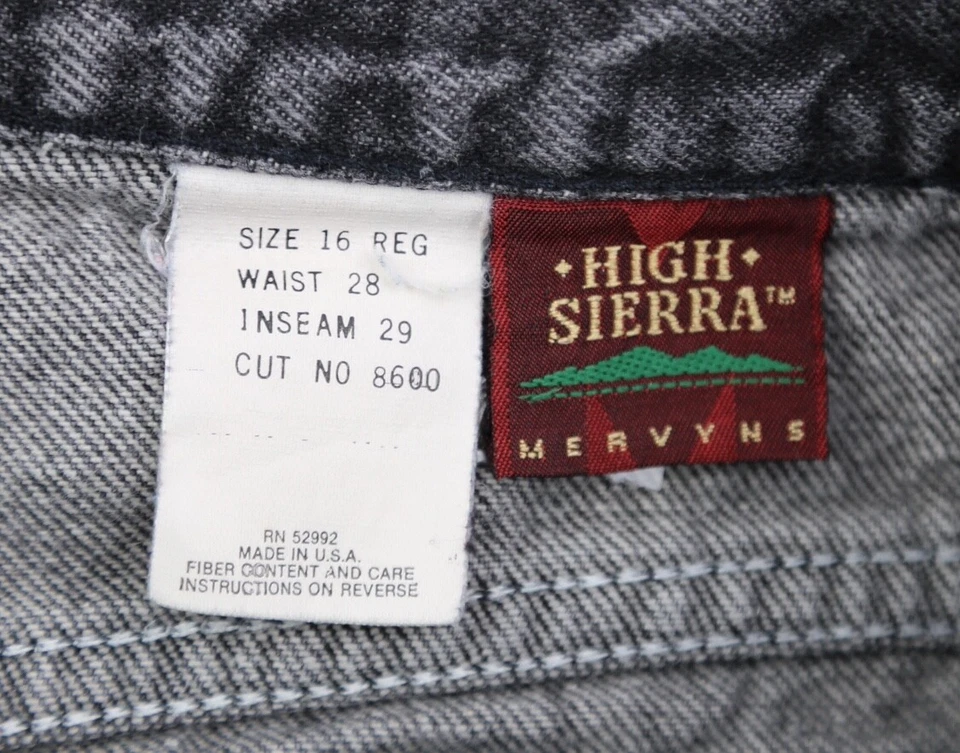 SIZE 16 REG
WAIST 28
INSEAM 29
CUT NO 8600
RN 52992
MADE IN U.S.A.
FIBER CONTENT AND CARE
INSTRUCTIONS ON REVERSE
HIGH
SIERRA™
MERVYNS